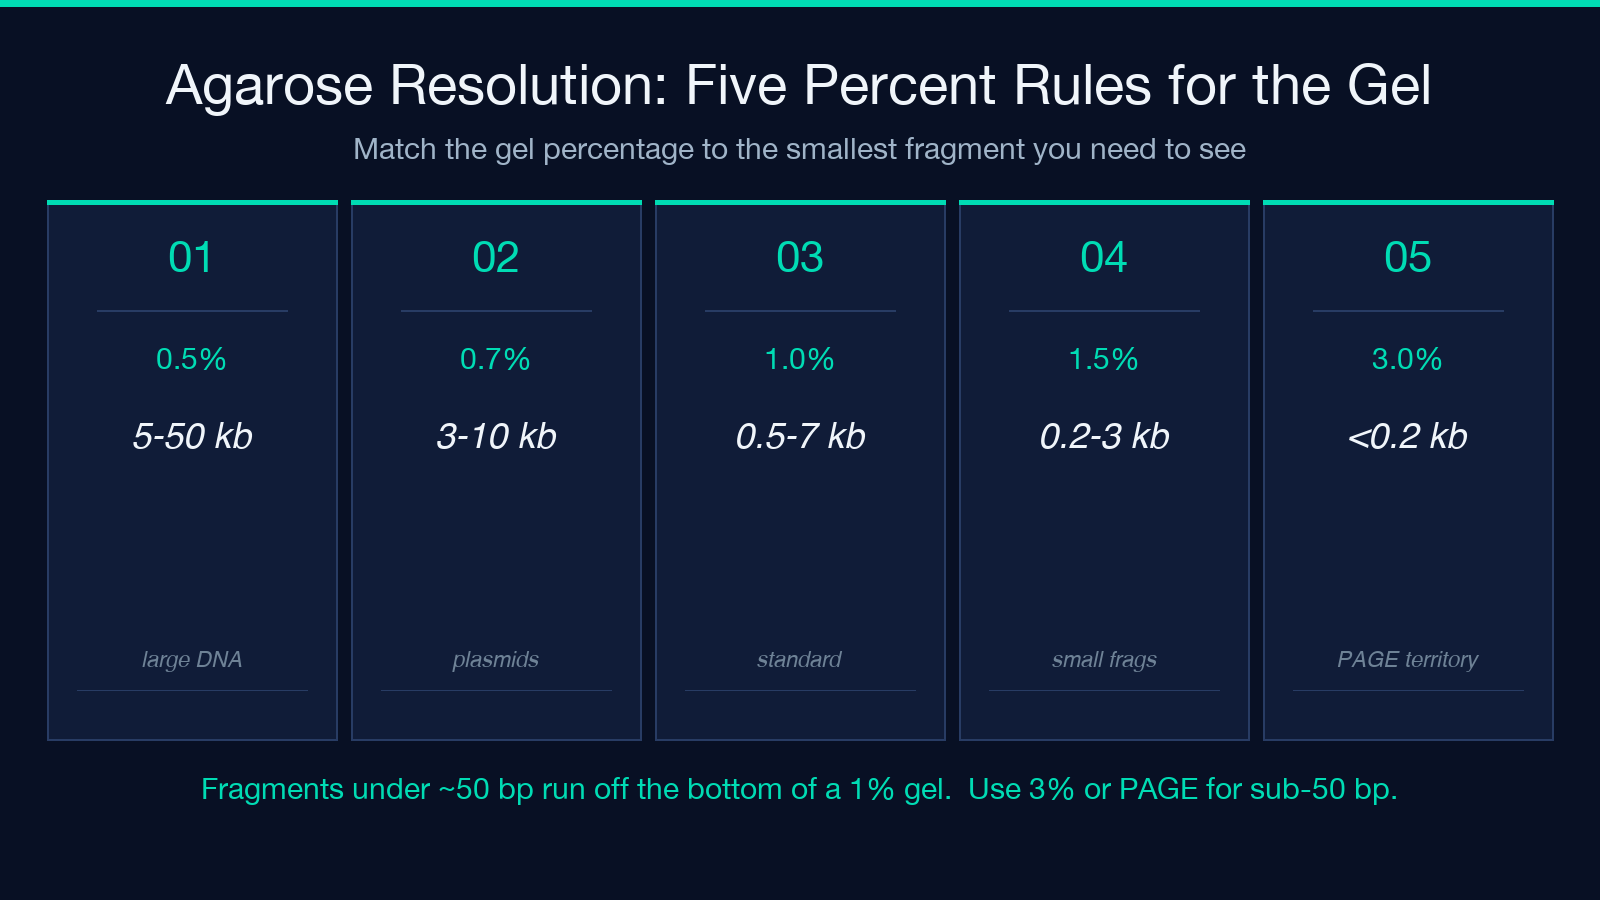 Agarose Resolution: Five Percent Rules for the Gel
Match the gel percentage to the smallest fragment you need to see
01
0.5%
5-50 kb
large DNA
02
0.7%
3-10 kb
plasmids
03
1.0%
0.5-7 kb
standard
04
1.5%
0.2-3 kb
small frags
05
3.0%
<0.2 kb
PAGE territory
Fragments under ~50 bp run off the bottom of a 1% gel.  Use 3% or PAGE for sub-50 bp.